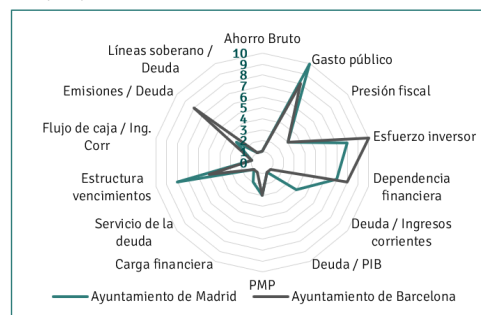 Ahorro Bruto
Gasto público
Presión fiscal
Esfuerzo inversor
Dependencia
financiera
Deuda / Ingresos
corrientes
Deuda / PIB
PMP
Carga financiera
Servicio de la
deuda
Estructura
vencimientos
Flujo de caja / Ing.
Corr
Emisiones / Deuda
Líneas soberano /
Deuda
10
9
8
7
6
5
4
3
2
1
0
Ayuntamiento de Madrid
Ayuntamiento de Barcelona